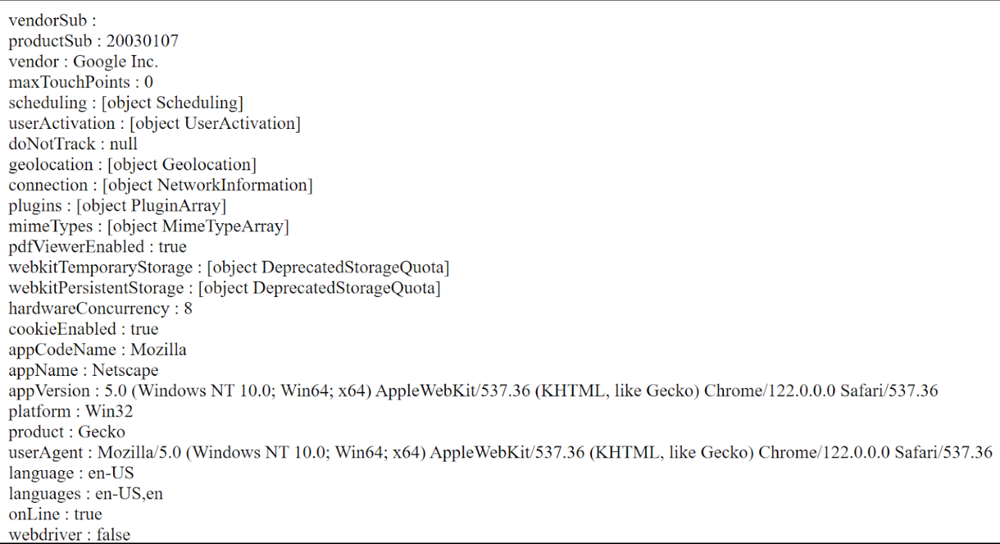 vendorSub :
productSub : 20030107
vendor : Google Inc.
maxTouchPoints : 0
scheduling : [object Scheduling]
userActivation : [object UserActivation]
doNotTrack : null
geolocation : [object Geolocation]
connection : [object NetworkInformation]
plugins : [object PluginArray]
mimeTypes : [object MimeTypeArray]
pdfViewerEnabled : true
webkitTemporaryStorage : [object DeprecatedStorageQuota]
webkitPersistentStorage : [object DeprecatedStorageQuota]
hardwareConcurrency : 8
cookieEnabled : true
appCodeName : Mozilla
appName : Netscape
appVersion : 5.0 (Windows NT 10.0; Win64; x64) AppleWebKit/537.36 (KHTML, like Gecko) Chrome/122.0.0.0 Safari/537.36
platform : Win32
product : Gecko
userAgent : Mozilla/5.0 (Windows NT 10.0; Win64; x64) AppleWebKit/537.36 (KHTML, like Gecko) Chrome/122.0.0.0 Safari/537.36
language : en-US
languages : en-US,en
onLine : true
webdriver : false